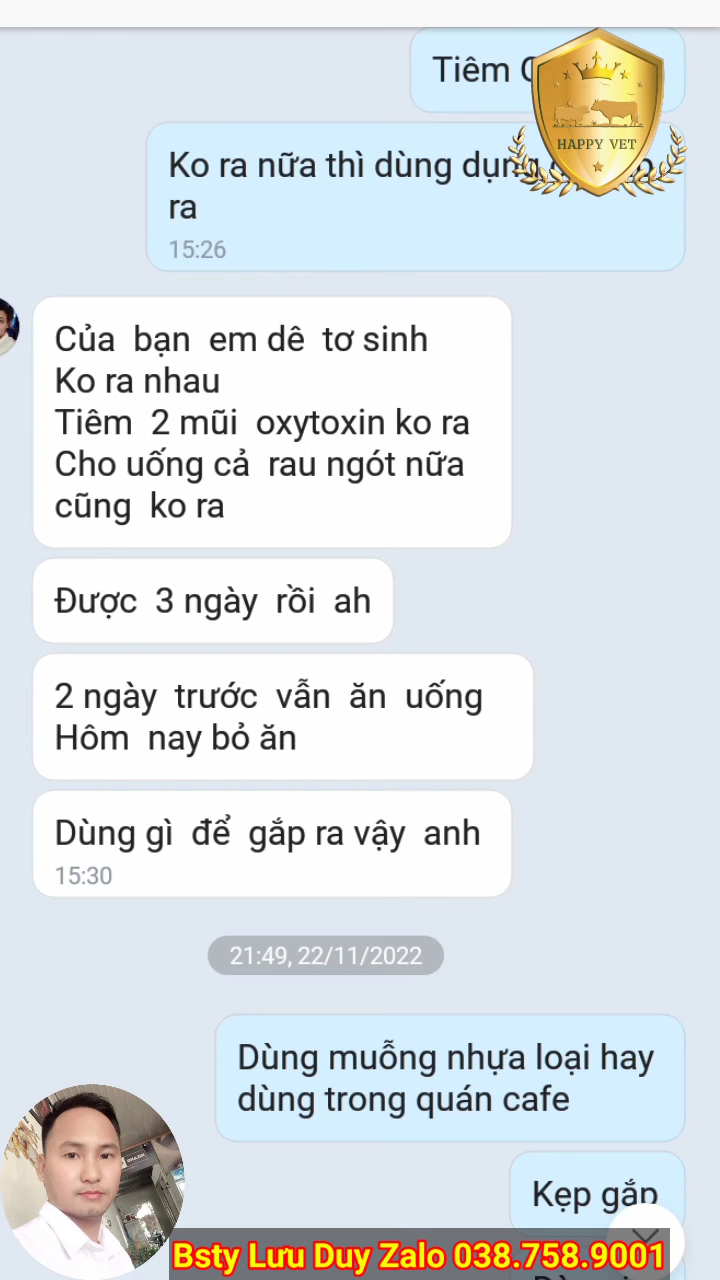 Tiêm
HAPPY VET
Ko ra nữa thì dùng
ra
15:26
Của bạn em dê tơ sinh
Ko ra nhau
Tiêm 2 mũi oxytoxin ko ra
Cho uống cả rau ngót nữa
cũng ko ra
Được 3 ngày rồi ah
2 ngày trước vẫn ăn uống
Hôm nay bỏ ăn
Dùng gì để gắp ra vậy anh
15:30
21:49, 22/11/2022
Dùng muỗng nhựa loại hay
dùng trong quán cafe
Kẹp gắp
Bsty Lưu Duy Zalo 038.758.9001